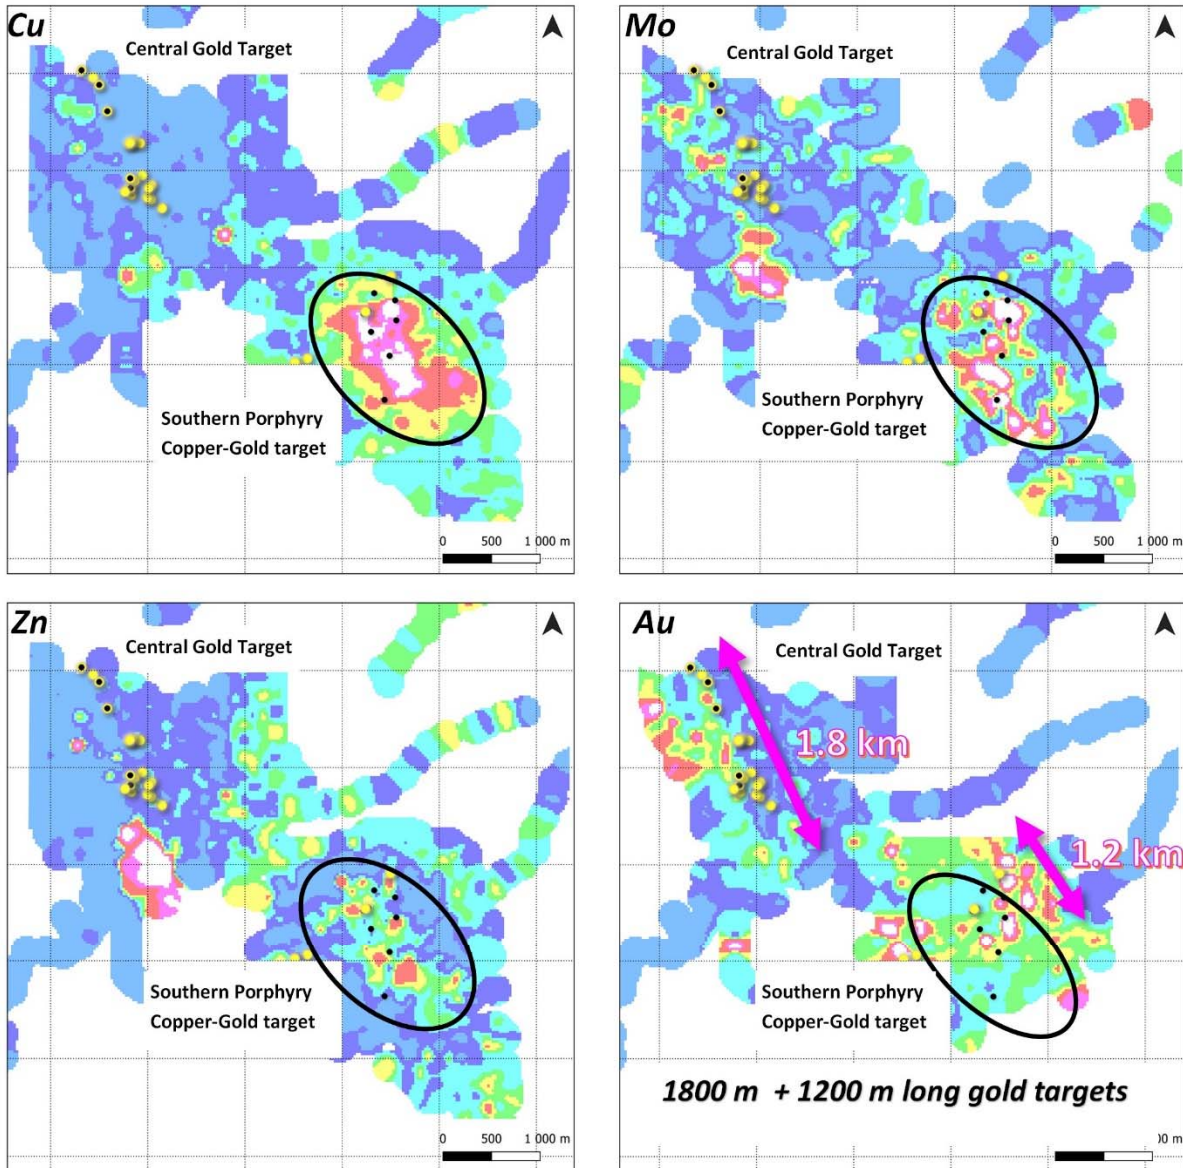 Cu
Central Gold Target
Southern Porphyry
Copper-Gold target
0 500 1 000 m
Mo
Central Gold Target
Southern Porphyry
Copper-Gold target
0 500 1 000 m
Zn
Central Gold Target
Southern Porphyry
Copper-Gold target
0 500 1 000 m
Au
Central Gold Target
1.8 km
1.2 km
Southern Porphyry
Copper-Gold target
1800 m + 1200 m long gold targets
00 m